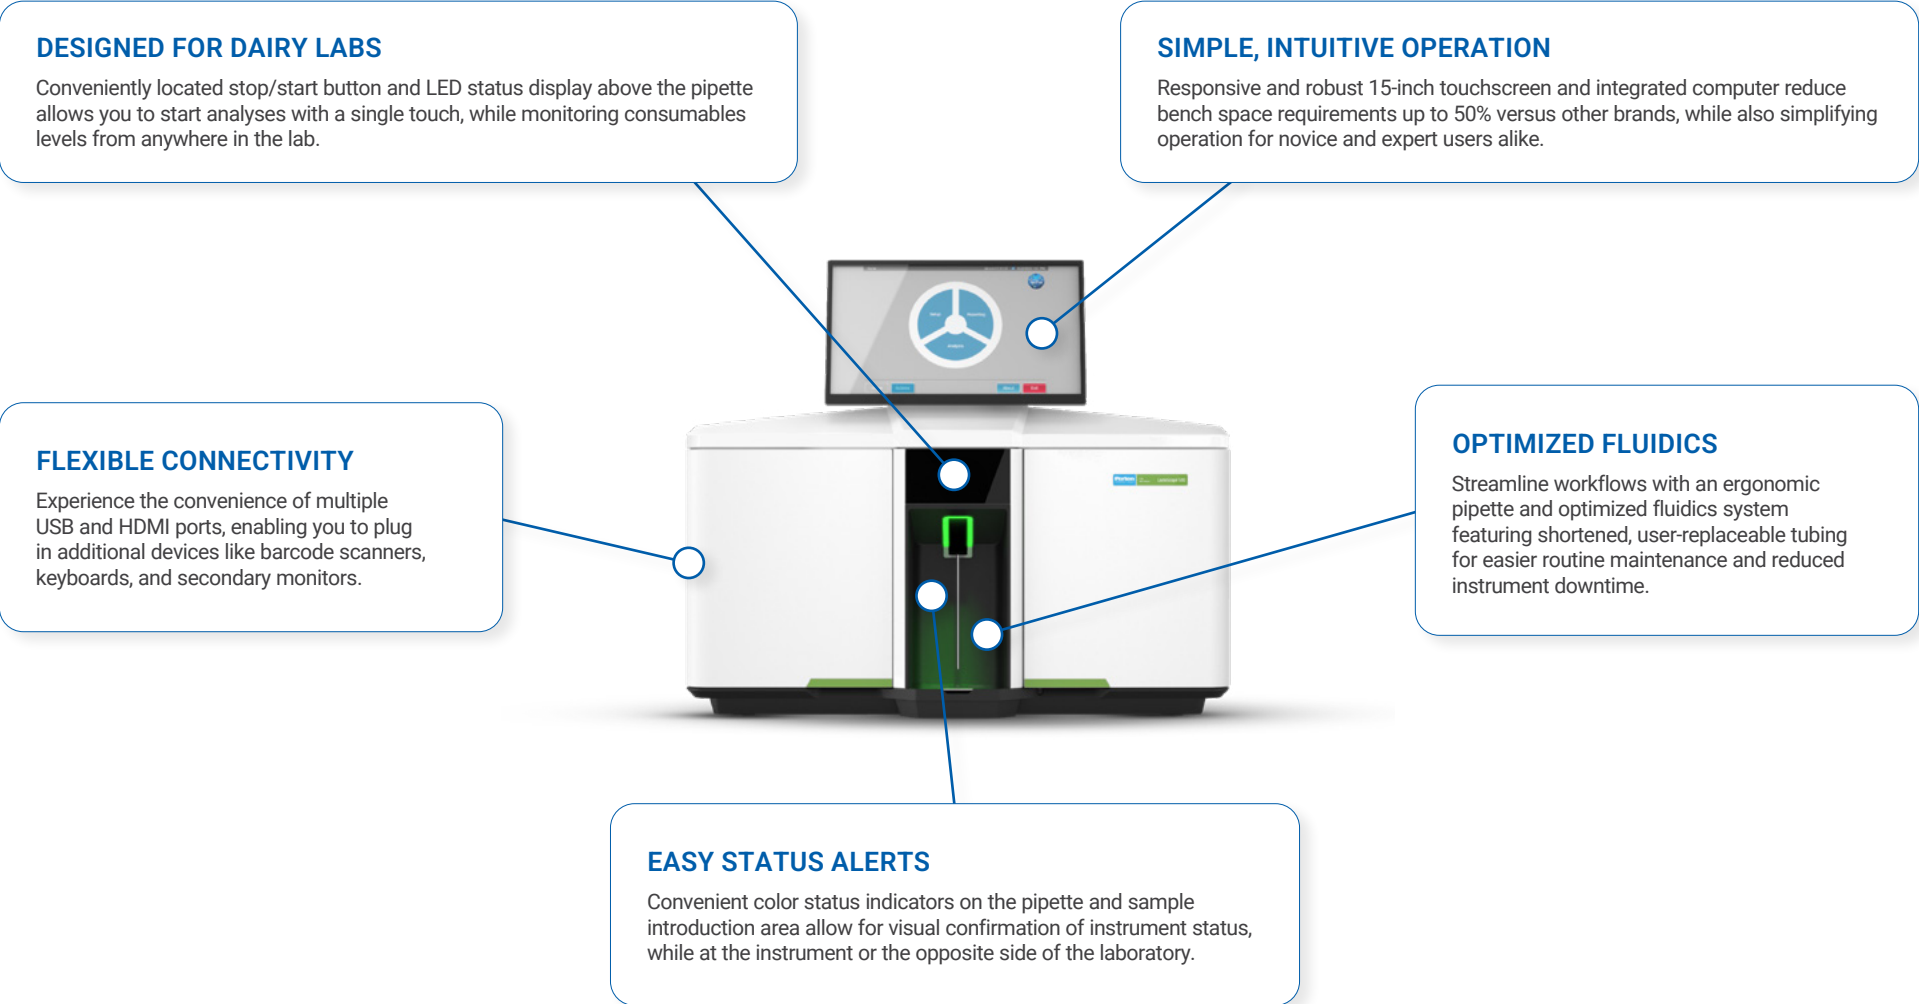 DESIGNED FOR DAIRY LABS
Conveniently located stop/start button and LED status display above the pipette
allows you to start analyses with a single touch, while monitoring consumables
levels from anywhere in the lab.
SIMPLE, INTUITIVE OPERATION
Responsive and robust 15-inch touchscreen and integrated computer reduce
bench space requirements up to 50% versus other brands, while also simplifying
operation for novice and expert users alike.
FLEXIBLE CONNECTIVITY
Experience the convenience of multiple
USB and HDMI ports, enabling you to plug
in additional devices like barcode scanners,
keyboards, and secondary monitors.
OPTIMIZED FLUIDICS
Streamline workflows with an ergonomic
pipette and optimized fluidics system
featuring shortened, user-replaceable tubing
for easier routine maintenance and reduced
instrument downtime.
EASY STATUS ALERTS
Convenient color status indicators on the pipette and sample
introduction area allow for visual confirmation of instrument status,
while at the instrument or the opposite side of the laboratory.